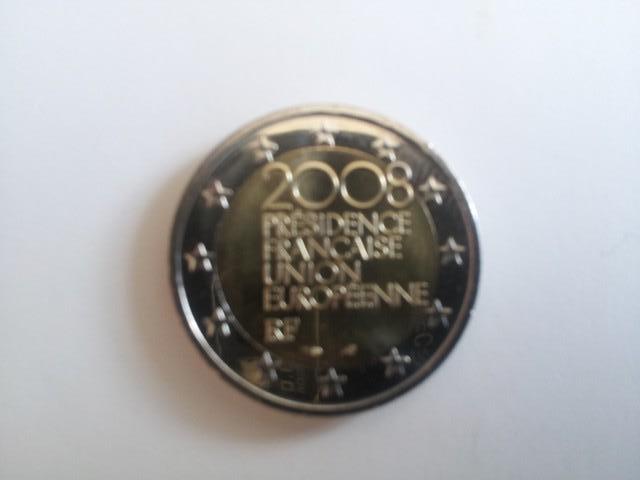 2008
PRÉSIDENCE
FRANÇAISE
UNION
EUROPÉENNE
RF